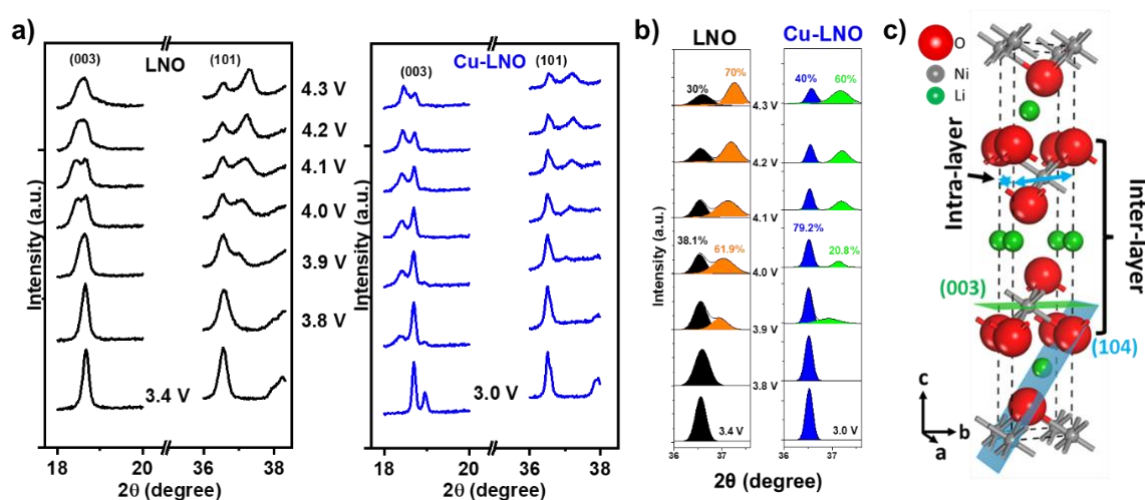 a)
(003)
LNO
(101)
4.3 V
4.2 V
4.1 V
4.0 V
3.9 V
3.8 V
3.4 V
Intensity (a.u.)
18 20 36 38
2θ (degree)
(003)
Cu-LNO
(101)
3.0 V
Intensity (a.u.)
18 20 36 38
2θ (degree)
b)
LNO
Cu-LNO
30%
70%
40%
60%
4.3 V
4.2 V
4.1 V
38.1%
61.9%
79.2%
20.8%
4.0 V
3.9 V
3.8 V
3.4 V
3.0 V
Intensity (a.u.)
36 36
2θ (degree)
c)
O
Ni
Li
Intra-layer
Inter-layer
(003)
(104)
c
b
a